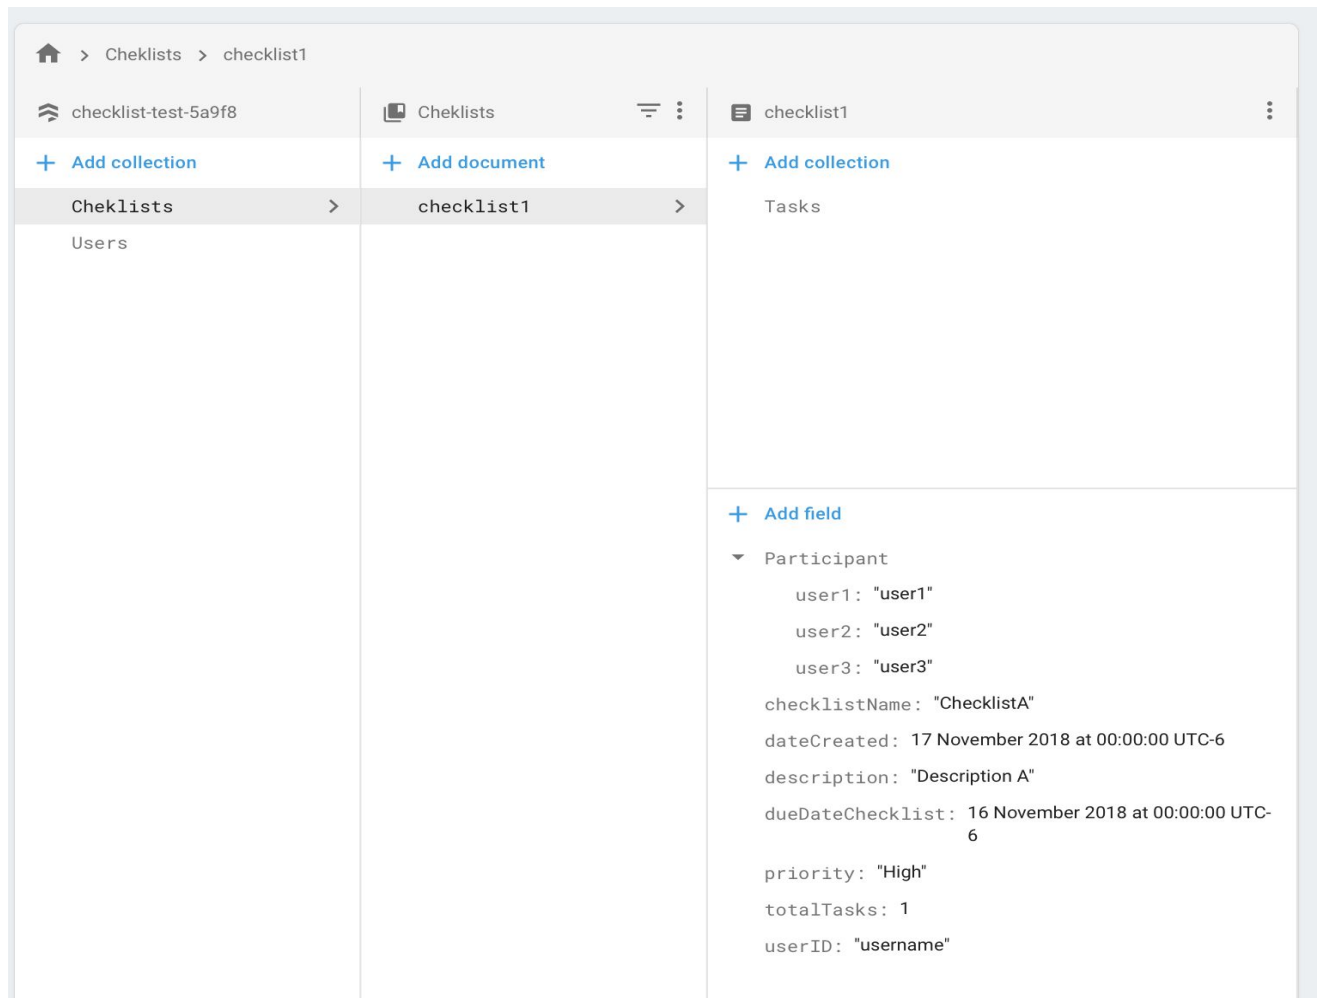 Cheklists checklist1
checklist-test-5a9f8
Add collection
Cheklists
Users
Cheklists
Add document
checklist1
checklist1
Add collection
Tasks
Add field
Participant
user1: "user1"
user2: "user2"
user3: "user3"
checklistName: "ChecklistA"
dateCreated: 17 November 2018 at 00:00:00 UTC-6
description: "Description A"
dueDateChecklist: 16 November 2018 at 00:00:00 UTC-
6
priority: "High"
totalTasks: 1
userID: "username"